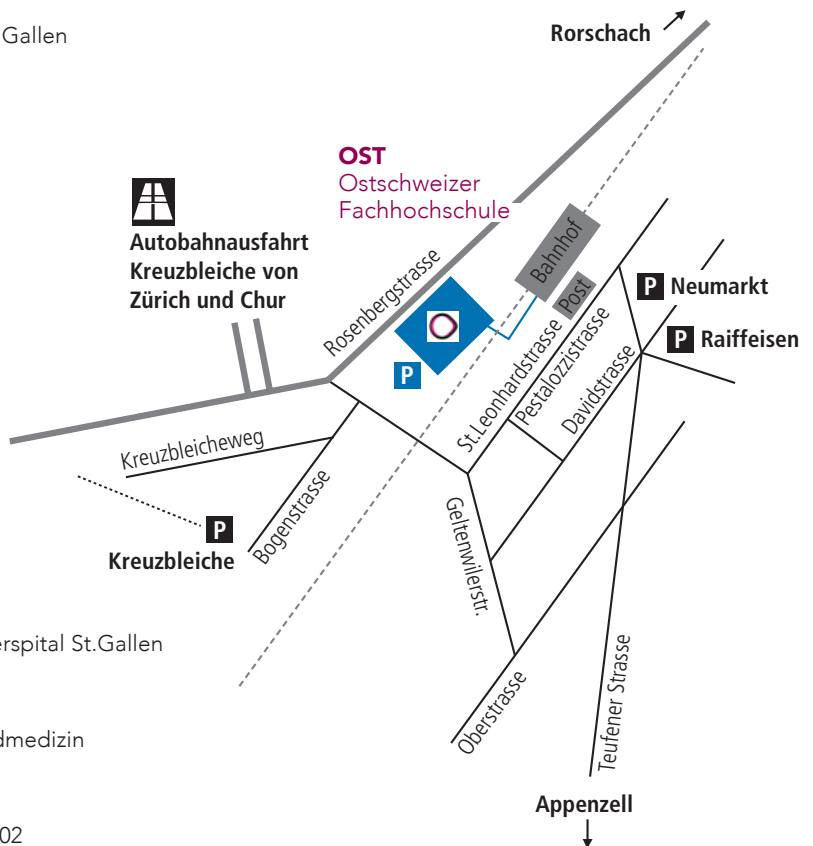 Gallen
Rorschach
OST
Ostschweizer
Fachhochschule
Autobahnausfahrt
Kreuzbleiche von
Zürich und Chur
Rosenbergstrasse
Bahnhof
Post
P Neumarkt
P Raiffeisen
P
St.Leonhardstrasse
Pestalozzistrasse
Davidstrasse
Kreuzbleicheweg
Bogenstrasse
P
Kreuzbleiche
Geltenwilerstr.
erspital St.Gallen
Oberstrasse
Teufener Strasse
dmedizin
Appenzell
02